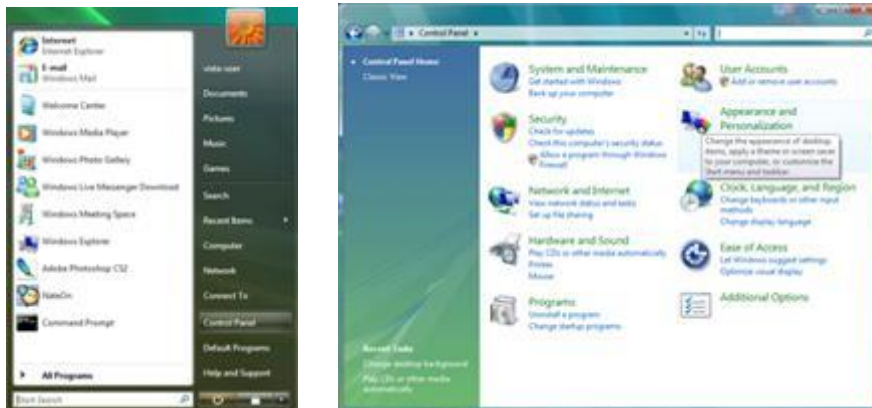 Internet
Internet Explorer
E-mail
Windows Mail
Welcome Center
Windows Media Player
Windows Photo Gallery
Windows Live Messenger Download
Windows Meeting Space
Windows Explorer
Adobe Photoshop CS2
NateOn
Command Prompt
All Programs
Start Search
vista user
Documents
Pictures
Music
Games
Search
Recent Items
Computer
Network
Connect To
Control Panel
Default Programs
Help and Support
Control Panel
Control Panel Home
Classic View
Recent Tasks
Change desktop background
Play CDs or other media
automatically
System and Maintenance
Get started with Windows
Back up your computer
Security
Check for updates
Check this computer's security status
Allow a program through Windows
Firewall
Network and Internet
View network status and tasks
Set up file sharing
Hardware and Sound
Play CDs or other media automatically
Printer
Mouse
Programs
Uninstall a program
Change startup programs
User Accounts
Add or remove user accounts
Appearance and
Personalization
Change the appearance of desktop
items, apply a theme or screen saver
to your computer, or customize the
Start menu and taskbar.
Clock, Language, and Region
Change keyboards or other input
methods
Change display language
Ease of Access
Let Windows suggest settings
Optimize visual display
Additional Options